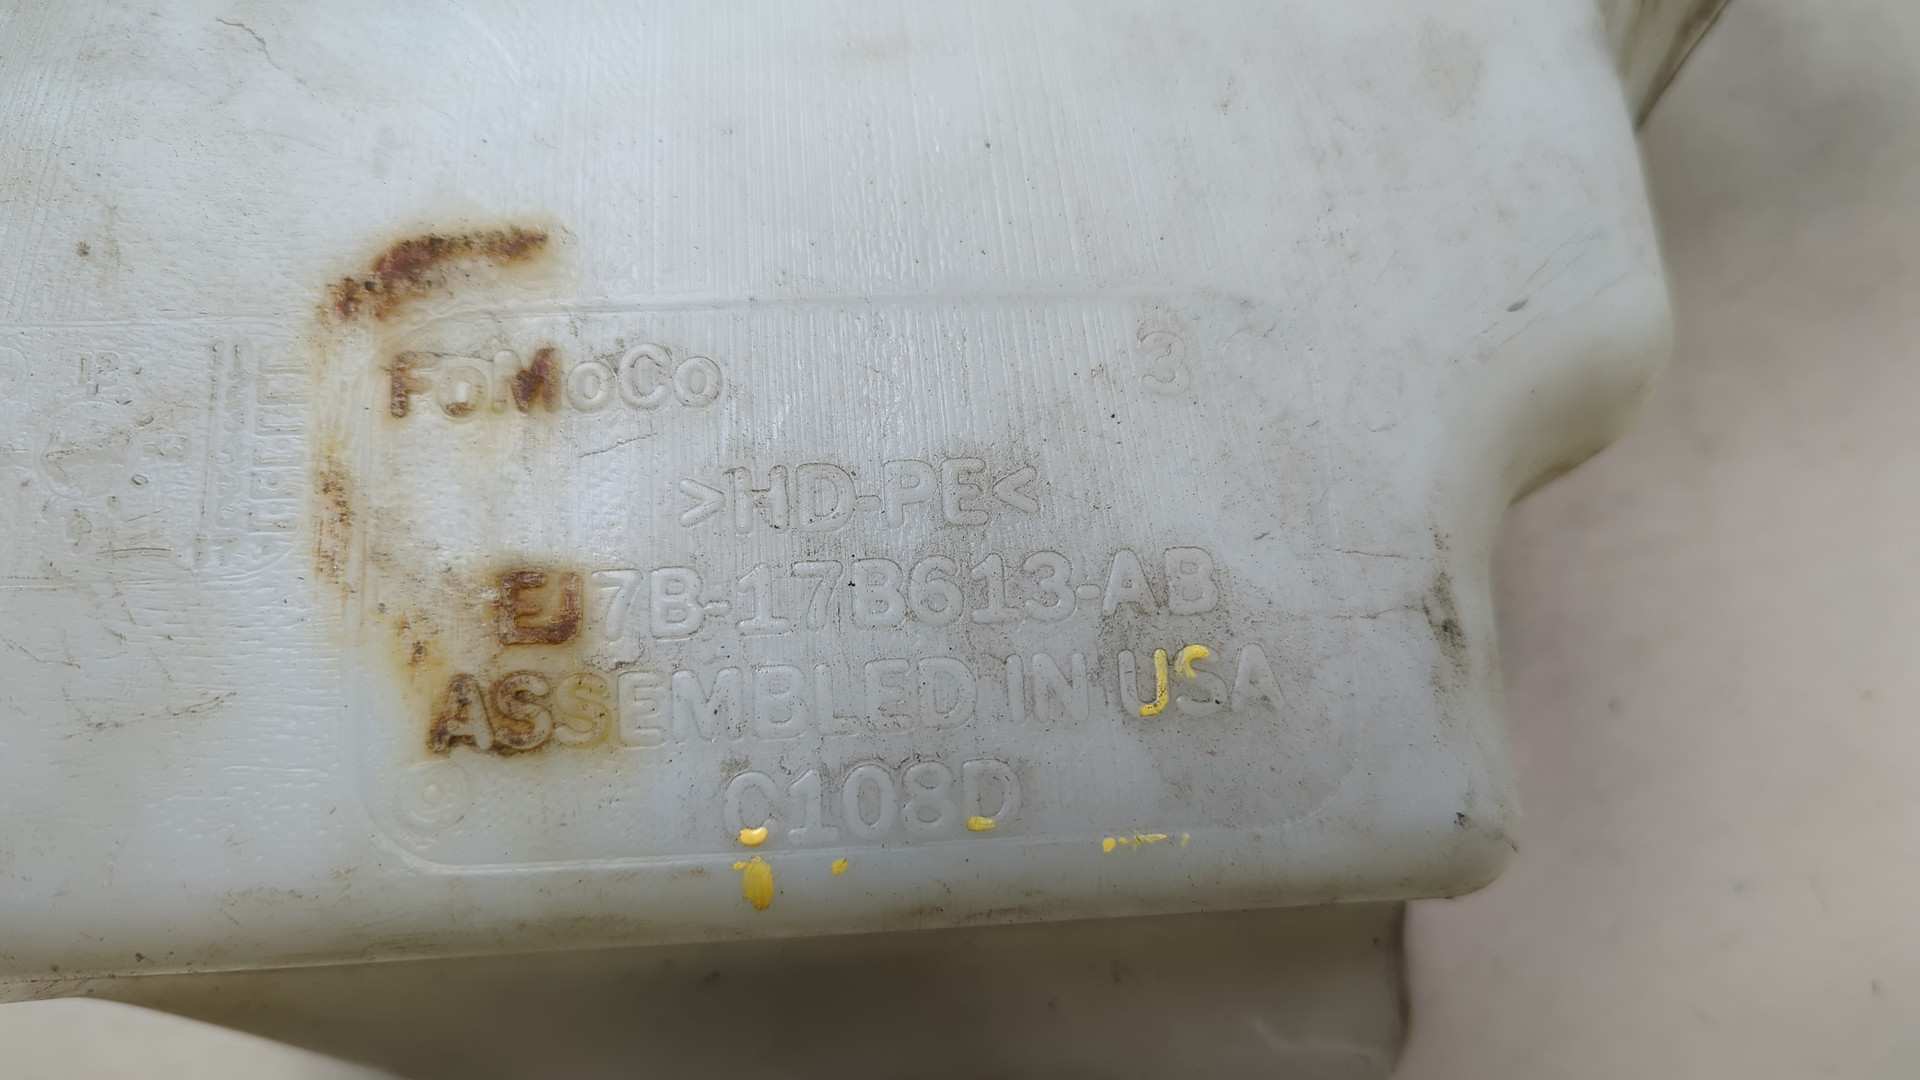 FoMoCo 3
>HD-PE<
EJ7B-17B613-AB
ASSEMBLED IN USA
C108D